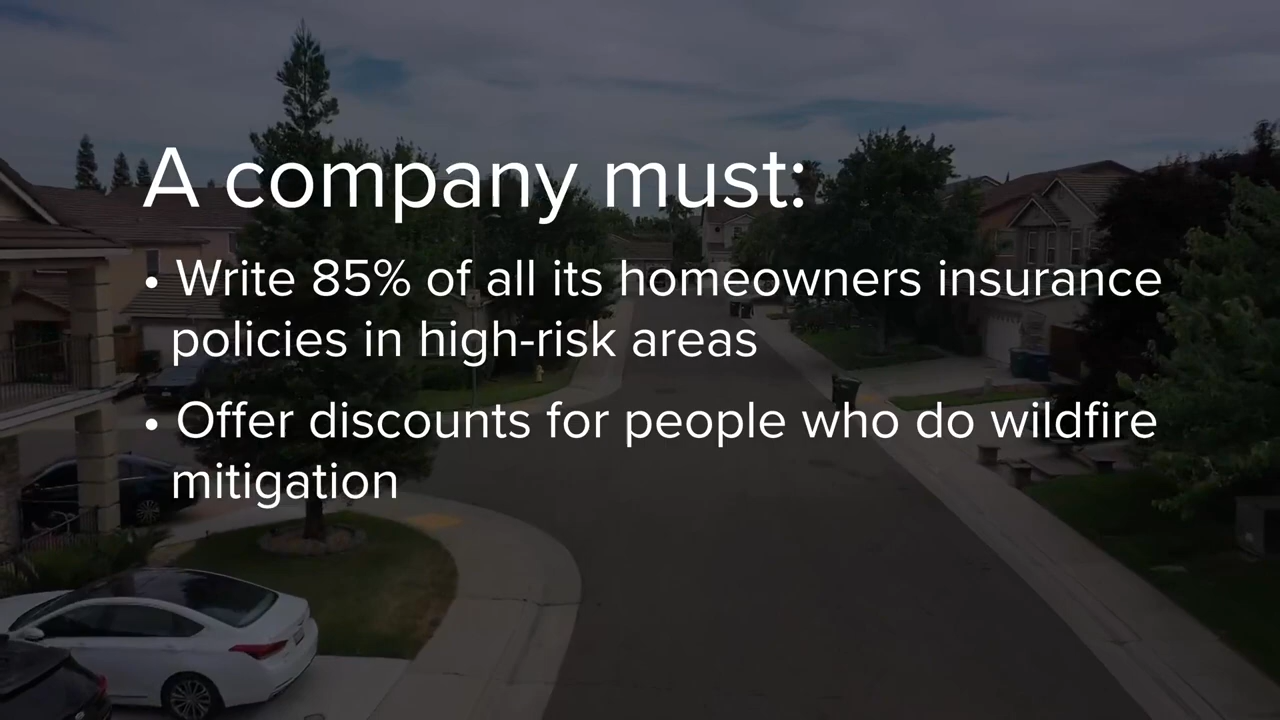 A company must:
• Write 85% of all its homeowners insurance
policies in high-risk areas
• Offer discounts for people who do wildfire
mitigation